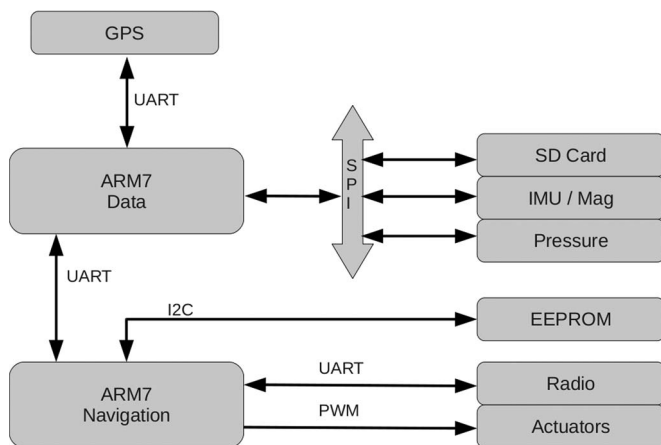 GPS
UART
ARM7
Data
S
P
I
SD Card
IMU / Mag
Pressure
UART
I2C
EEPROM
ARM7
Navigation
UART
Radio
PWM
Actuators